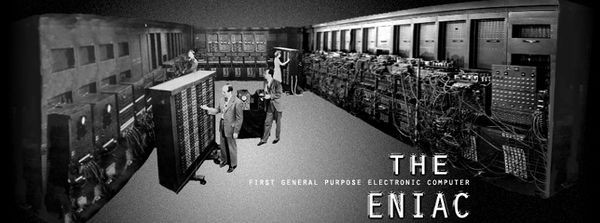 THE
FIRST GENERAL PURPOSE ELECTRONIC COMPUTER
ENIAC